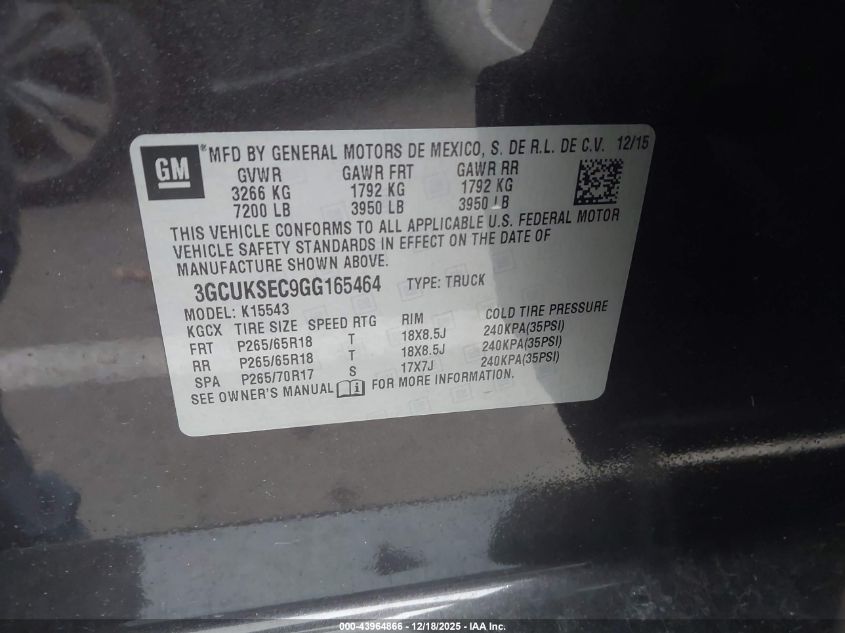 GM
® MFD BY GENERAL MOTORS DE MEXICO, S. DE R.L. DE C.V. 12/15
GVWR GAWR FRT GAWR RR
3266 KG 1792 KG 1792 KG
7200 LB 3950 LB 3950 LB
THIS VEHICLE CONFORMS TO ALL APPLICABLE U.S. FEDERAL MOTOR
VEHICLE SAFETY STANDARDS IN EFFECT ON THE DATE OF
MANUFACTURE SHOWN ABOVE.
3GCUKSEC9GG165464 TYPE: TRUCK
MODEL: K15543
KGCX TIRE SIZE SPEED RTG RIM COLD TIRE PRESSURE
FRT P265/65R18 T 18X8.5J 240KPA(35PSI)
RR P265/65R18 T 18X8.5J 240KPA(35PSI)
SPA P265/70R17 S 17X7J 240KPA(35PSI)
SEE OWNER'S MANUAL FOR MORE INFORMATION.
000-43964866 - 12/18/2025 - IAA Inc.